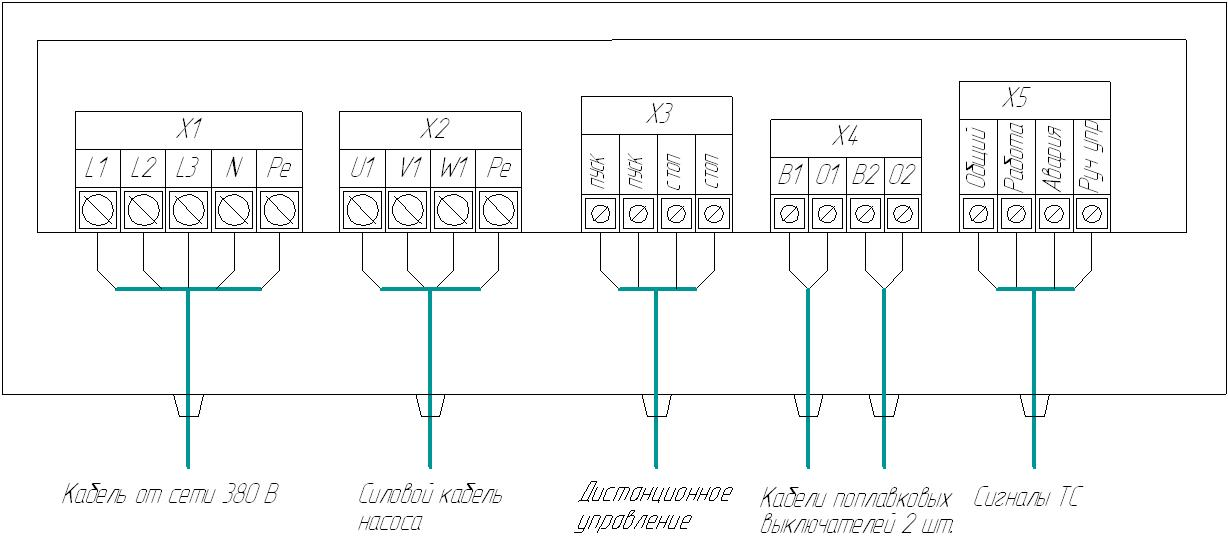 X1
L1 L2 L3 N Pe
X2
U1 V1 W1 Pe
X3
пуск пуск стоп стоп
X4
B1 O1 B2 O2
X5
Общий Работа Авария Руч упр
Кабель от сети 380 В
Силовой кабель
насоса
Дистанционное
управление
Кабели поплавковых
выключателей 2 шт.
Сигналы ТС